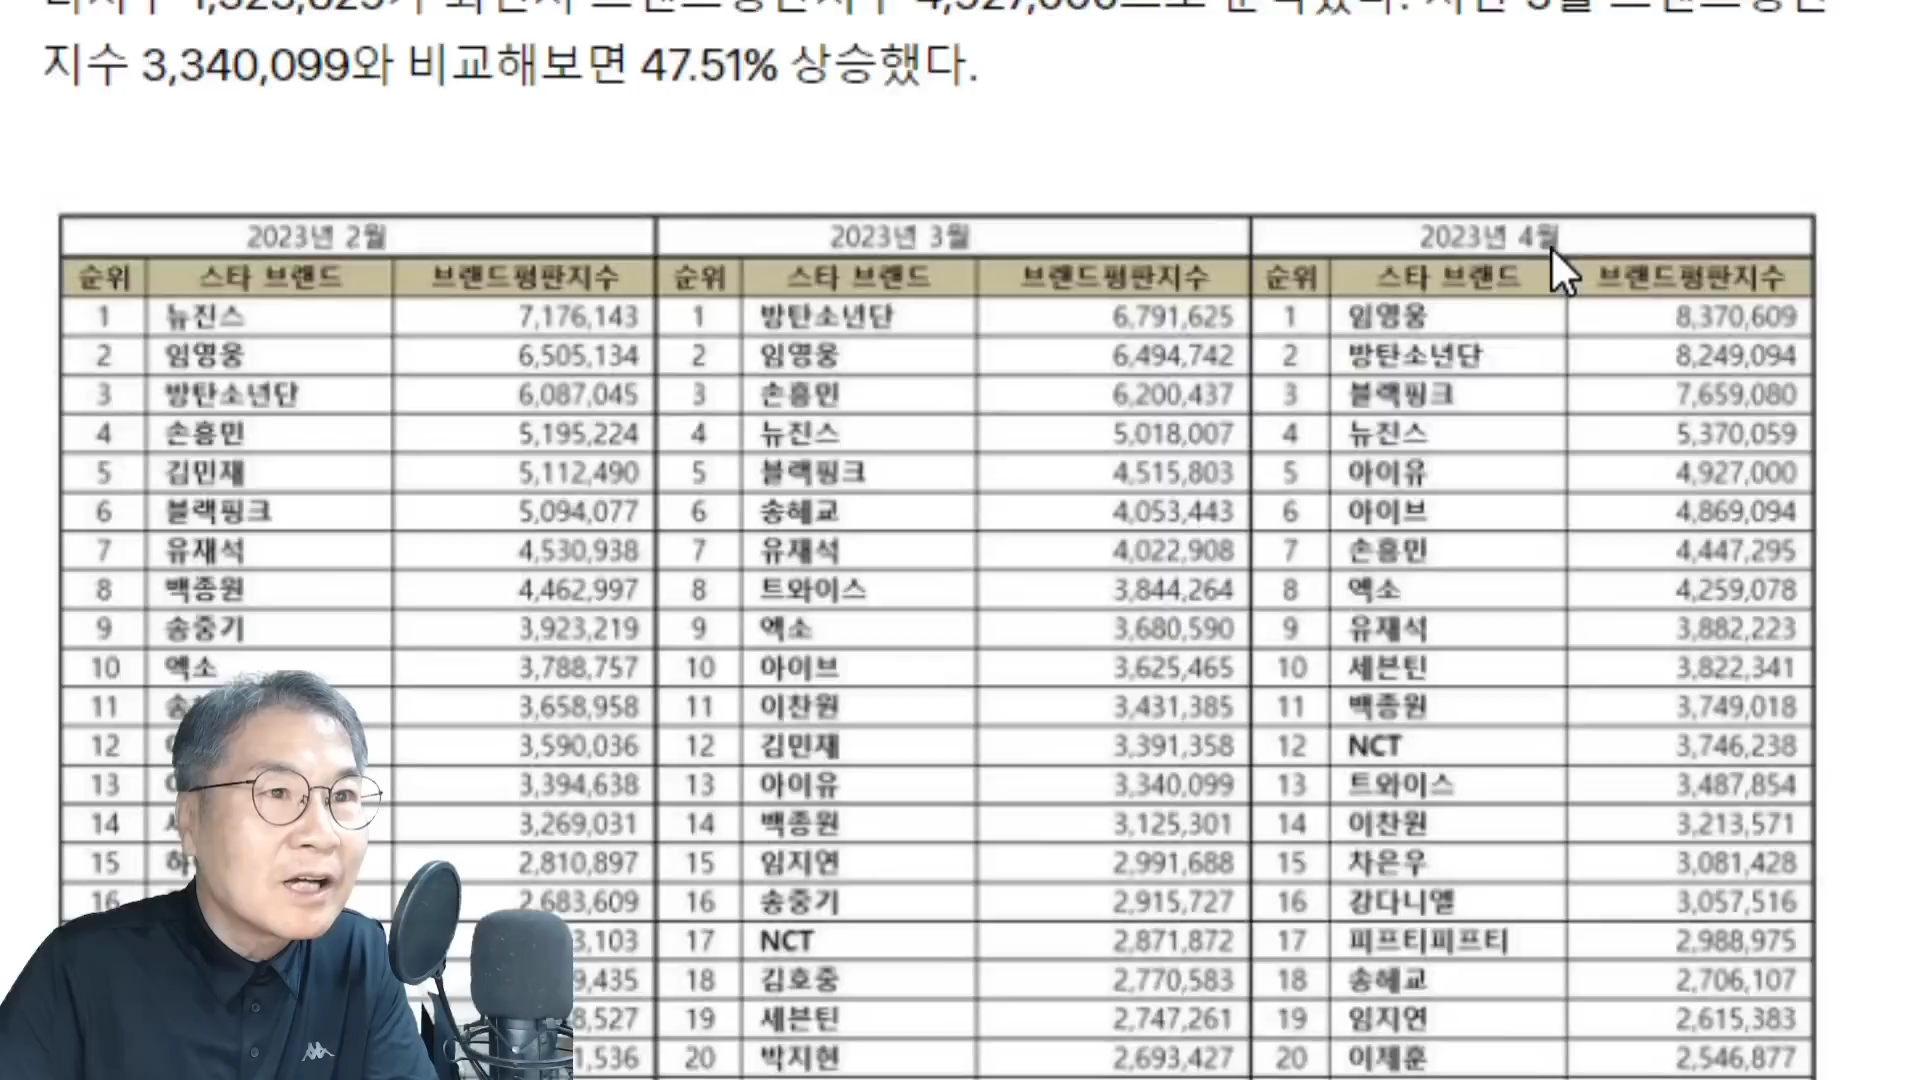 지수 3,340,099와 비교해보면 47.51% 상승했다.
2023년 2월 2023년 3월 2023년 4월
순위 스타 브랜드 브랜드평판지수 순위 스타 브랜드 브랜드평판지수 순위 스타 브랜드 브랜드평판지수
1 뉴진스 7,176,143 1 방탄소년단 6,791,625 1 임영웅 8,370,609
2 임영웅 6,505,134 2 임영웅 6,494,742 2 방탄소년단 8,249,094
3 방탄소년단 6,087,045 3 손흥민 6,200,437 3 블랙핑크 7,659,080
4 손흥민 5,195,224 4 뉴진스 5,018,007 4 뉴진스 5,370,059
5 김민재 5,112,490 5 블랙핑크 4,515,803 5 아이유 4,927,000
6 블랙핑크 5,094,077 6 송혜교 4,053,443 6 아이브 4,869,094
7 유재석 4,530,938 7 유재석 4,022,908 7 손흥민 4,447,295
8 백종원 4,462,997 8 트와이스 3,844,264 8 엑소 4,259,078
9 송중기 3,923,219 9 엑소 3,680,590 9 유재석 3,882,223
10 엑소 3,788,757 10 아이브 3,625,465 10 세븐틴 3,822,341
11 3,658,958 11 이찬원 3,431,385 11 백종원 3,749,018
12 3,590,036 12 김민재 3,391,358 12 NCT 3,746,238
13 3,394,638 13 아이유 3,340,099 13 트와이스 3,487,854
14 3,269,031 14 백종원 3,125,301 14 이찬원 3,213,571
15 2,810,897 15 임지연 2,991,688 15 차은우 3,081,428
16 2,683,609 16 송중기 2,915,727 16 강다니엘 3,057,516
3,103 17 NCT 2,871,872 17 피프티피프티 2,988,975
9,435 18 김호중 2,770,583 18 송혜교 2,706,107
8,527 19 세븐틴 2,747,261 19 임지연 2,615,383
1,536 20 박지현 2,693,427 20 이제훈 2,546,877